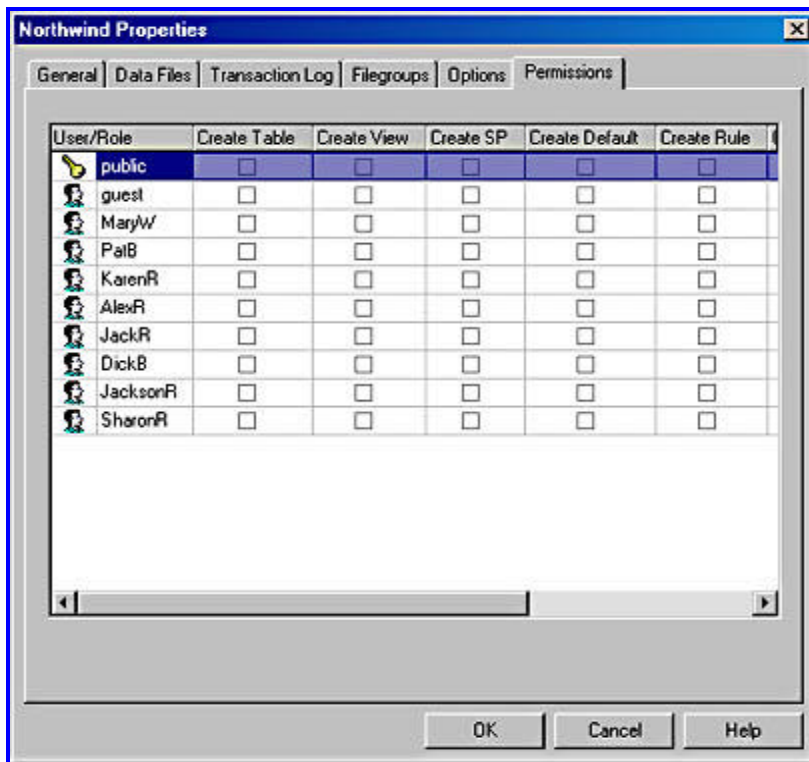 Northwind Properties
General Data Files Transaction Log Filegroups Options Permissions
User/Role Create Table Create View Create SP Create Default Create Rule
public
guest
MaryW
PatB
KarenR
AlexR
JackR
DickB
JacksonR
SharonR
OK Cancel Help